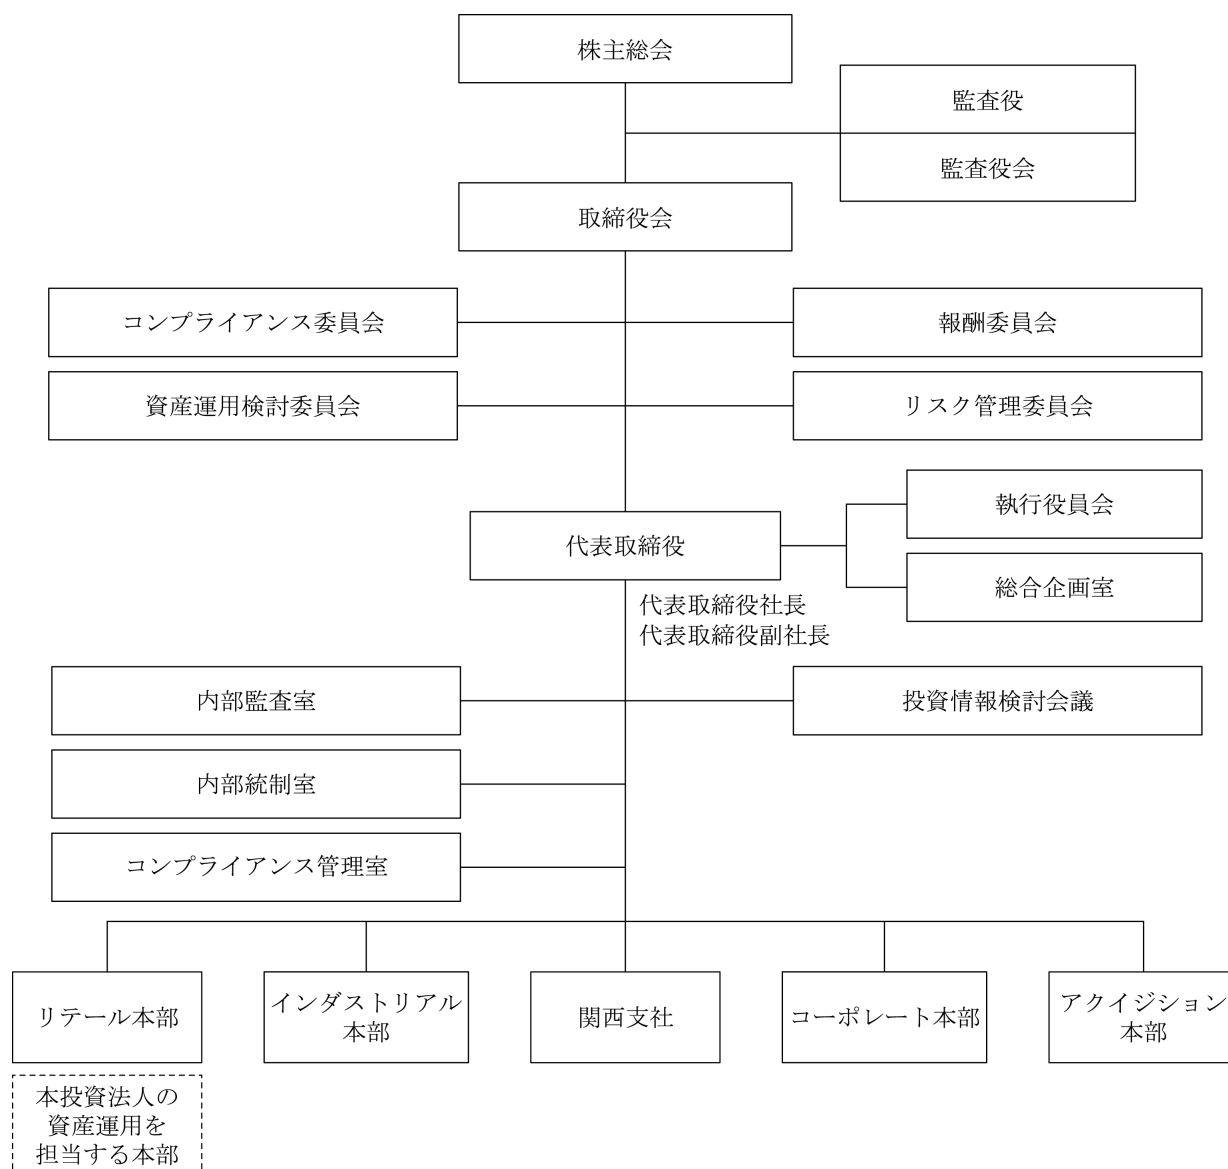 株主総会
監査役
監査役会
取締役会
コンプライアンス委員会
報酬委員会
資産運用検討委員会
リスク管理委員会
執行役員会
代表取締役
総合企画室
代表取締役社長
代表取締役副社長
内部監査室
投資情報検討会議
内部統制室
コンプライアンス管理室
リテール本部
インダストリアル
本部
関西支社
コーポレート本部
アクイジション
本部
本投資法人の
資産運用を
担当する本部